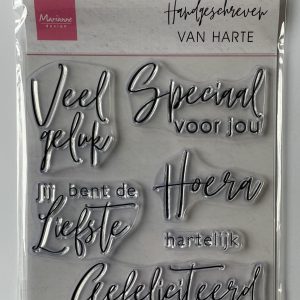 Marianne
design
Handgeschreven
VAN HARTE
Veel
geluk
Speciaal
voor jou
Jij bent de
Liefste
Hoera
hartelijk
Gefeliciteerd